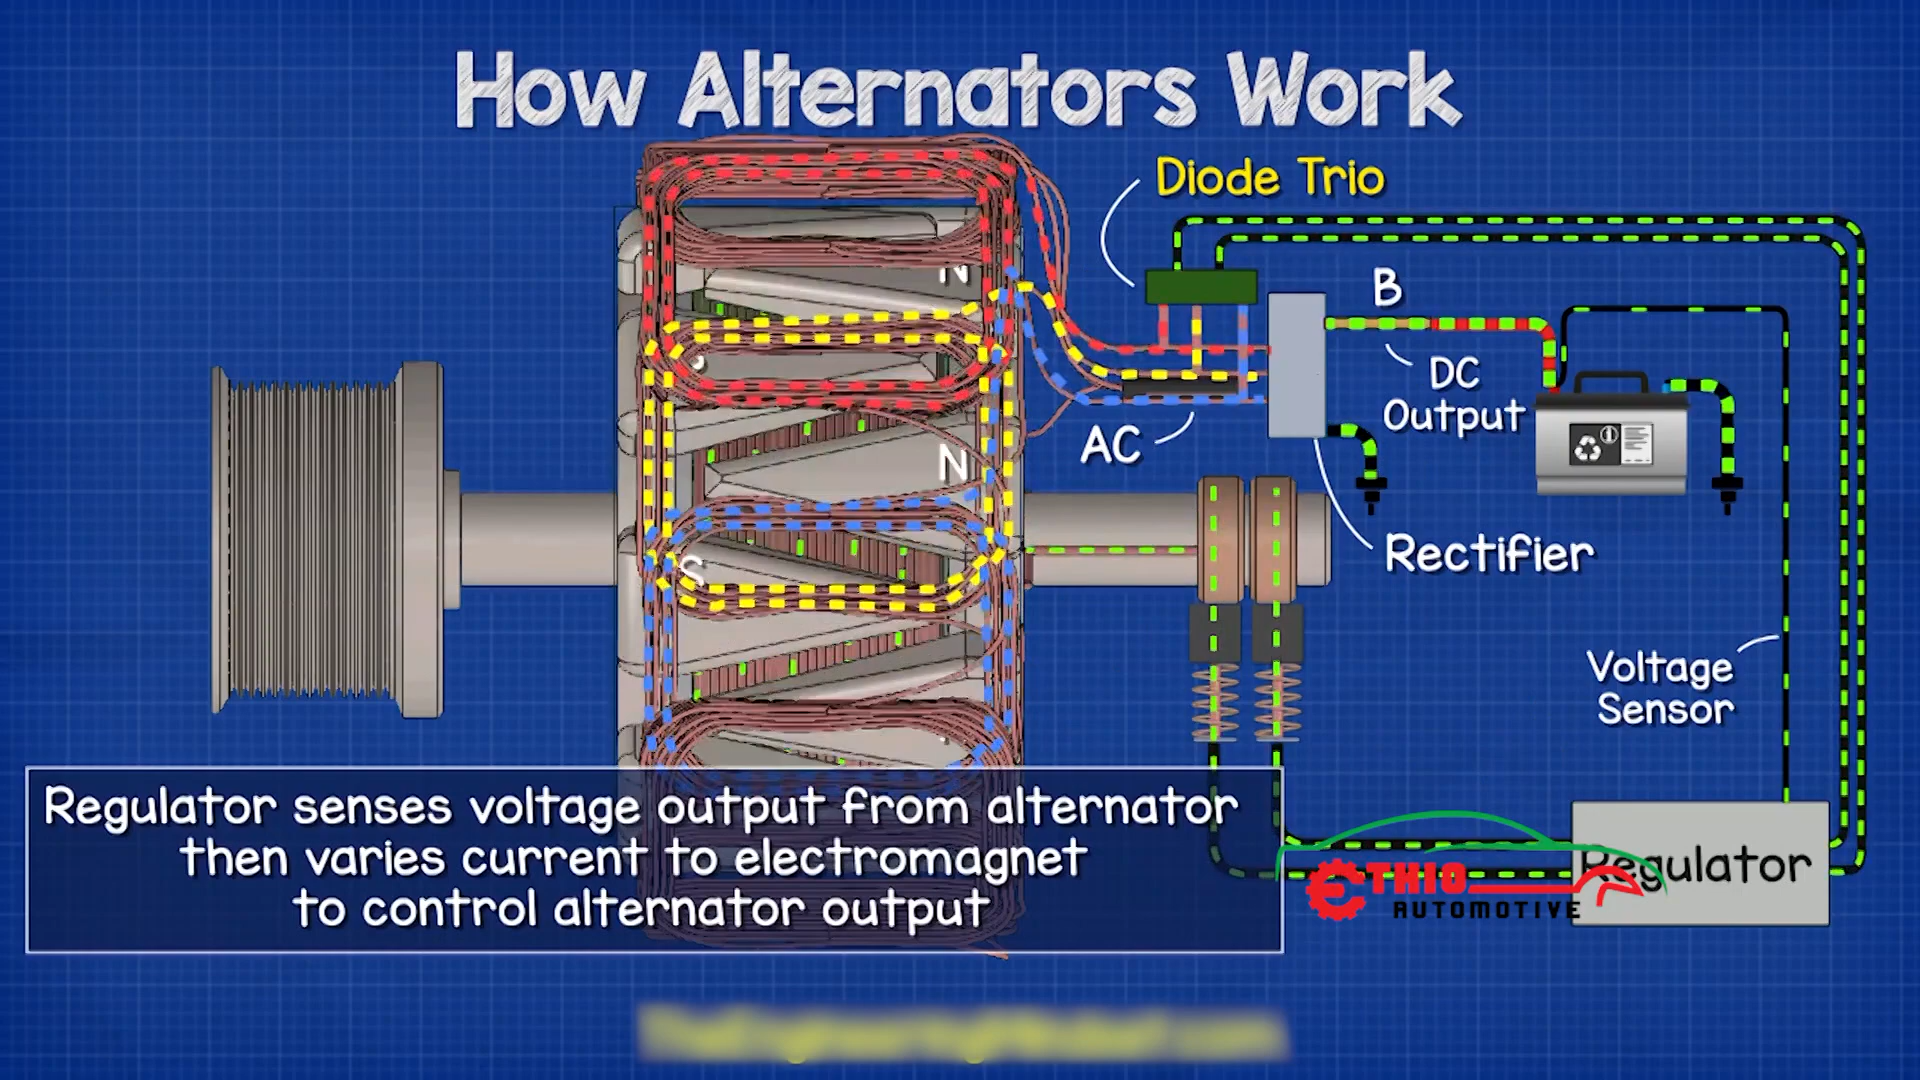 How Alternators Work
Diode Trio
N
B
DC
Output
AC
N
Rectifier
S
Voltage
Sensor
Regulator senses voltage output from alternator
then varies current to electromagnet
to control alternator output
Regulator
ETHIO
AUTOMOTIVE